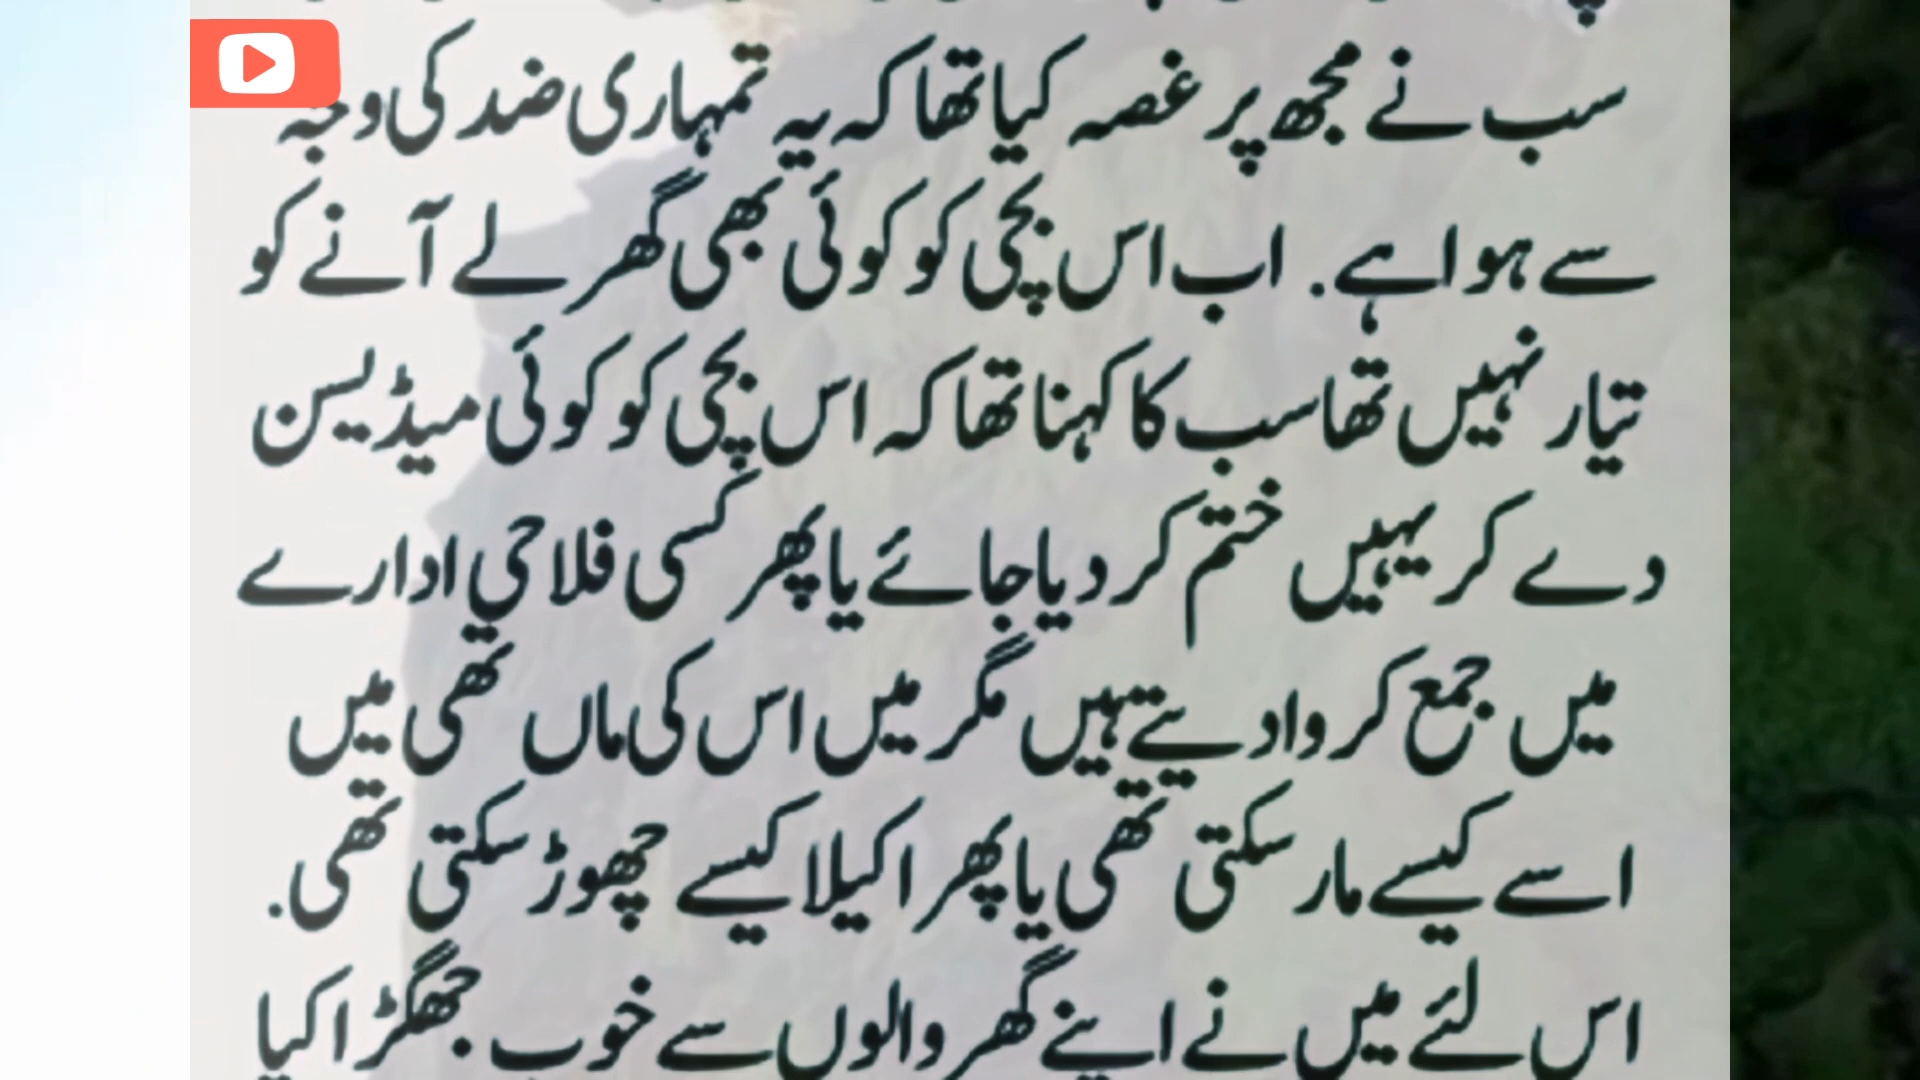 سب نے مجھ پر غصہ کیا تھا کہ یہ تمہاری ضد کی وجہ
سے ہوا ہے. اب اس بچی کو کوئی بھی گھر لے آنے کو
تیار نہیں تھا سب کا کہنا تھا کہ اس بچی کو کوئی میڈیسن
دے کر یہیں ختم کر دیا جائے یا پھر کسی فلاحی ادارے
میں جمع کروا دیتے ہیں مگر میں اس کی ماں تھی میں
اسے کیسے مار سکتی تھی یا پھر اکیلا کیسے چھوڑ سکتی تھی.
اس لئے میں نے اپنے گھر والوں سے خوب جھگڑا کیا